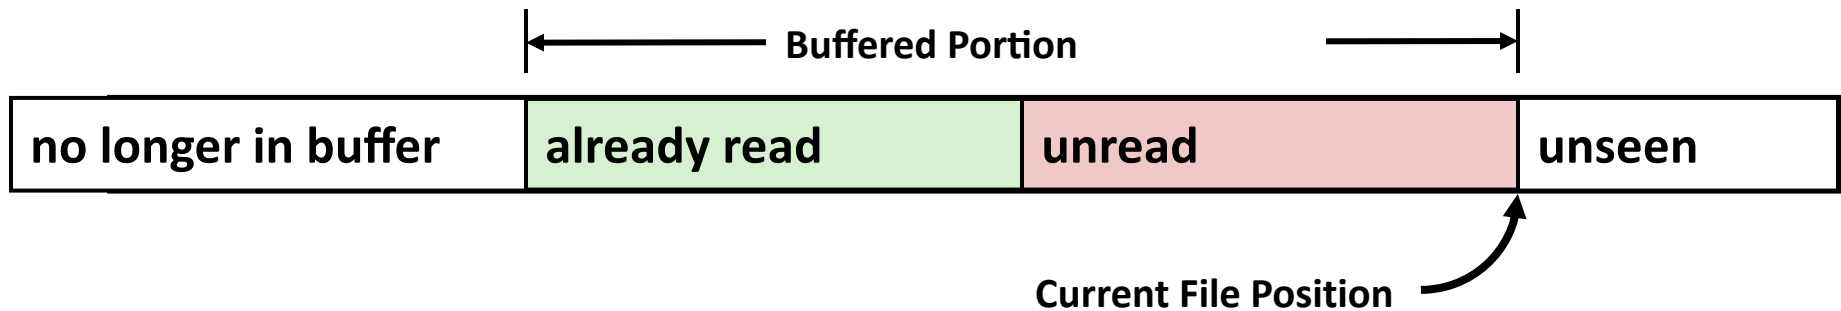 Buffered Portion
no longer in buffer already read unread unseen
Current File Position